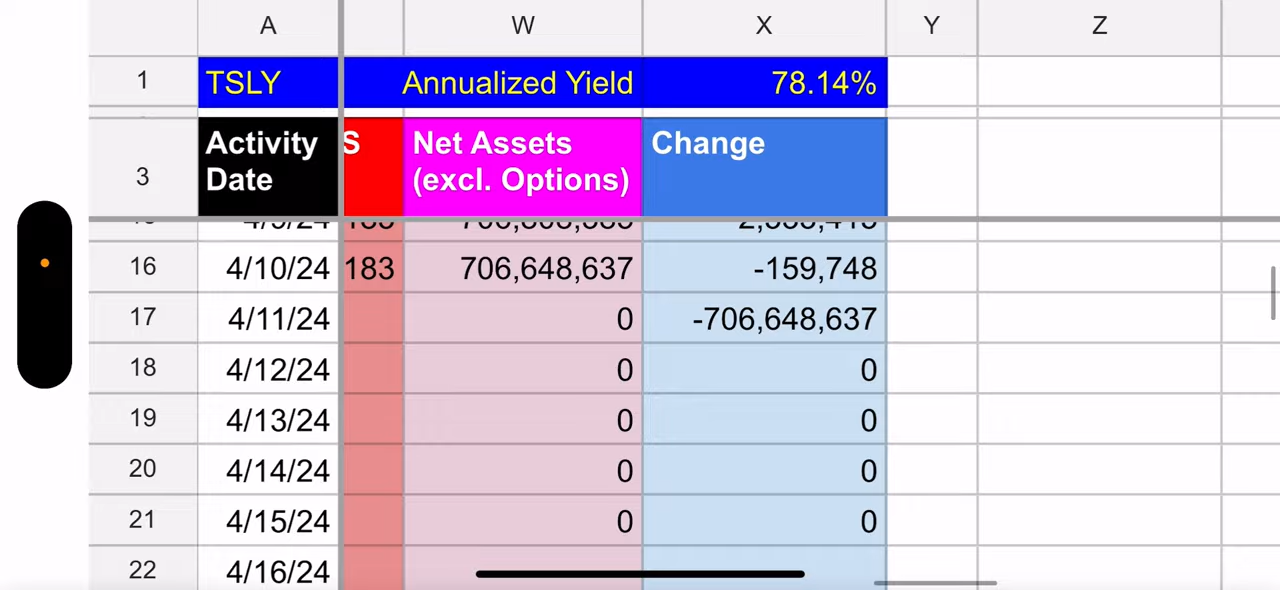 A W X Y Z
1 TSLY Annualized Yield 78.14%
Activity S Net Assets Change
3 Date (excl. Options)
16 4/10/24 183 706,648,637 -159,748
17 4/11/24 0 -706,648,637
18 4/12/24 0 0
19 4/13/24 0 0
20 4/14/24 0 0
21 4/15/24 0 0
22 4/16/24